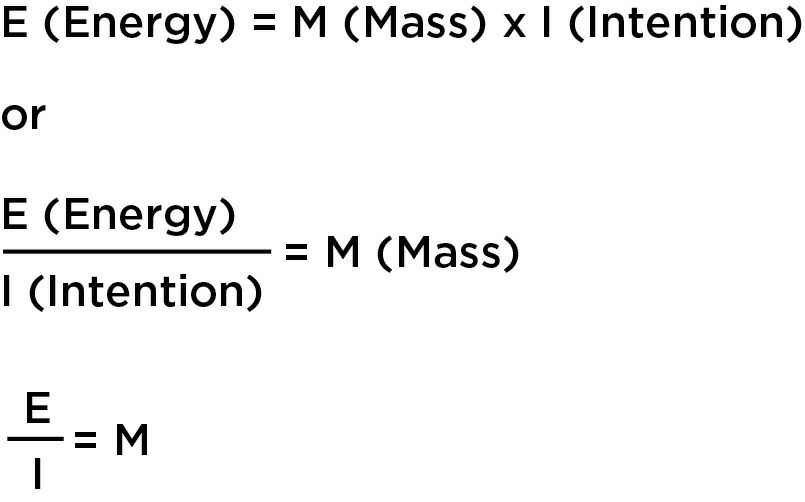 E (Energy) = M (Mass) x I (Intention)
or
E (Energy)
= M (Mass)
I (Intention)
E
= M
I